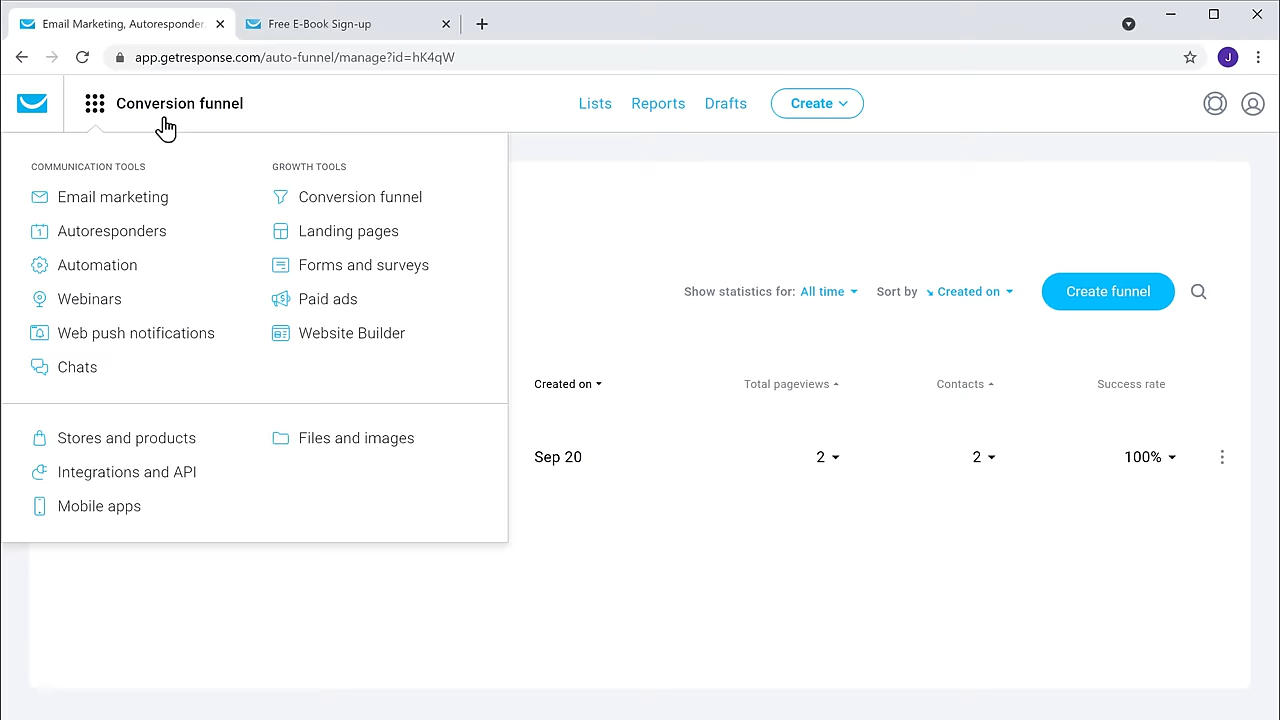 Email Marketing, Autoresponder
Free E-Book Sign-up
app.getresponse.com/auto-funnel/manage?id=hK4qW
J
Conversion funnel
Lists
Reports
Drafts
Create
COMMUNICATION TOOLS
GROWTH TOOLS
Email marketing
Conversion funnel
1
Autoresponders
Landing pages
Automation
Forms and surveys
Webinars
Paid ads
Web push notifications
Website Builder
Chats
Stores and products
Files and images
Integrations and API
Mobile apps
Show statistics for: All time
Sort by
Created on
Create funnel
Created on
Total pageviews
Contacts
Success rate
Sep 20
2
2
100%